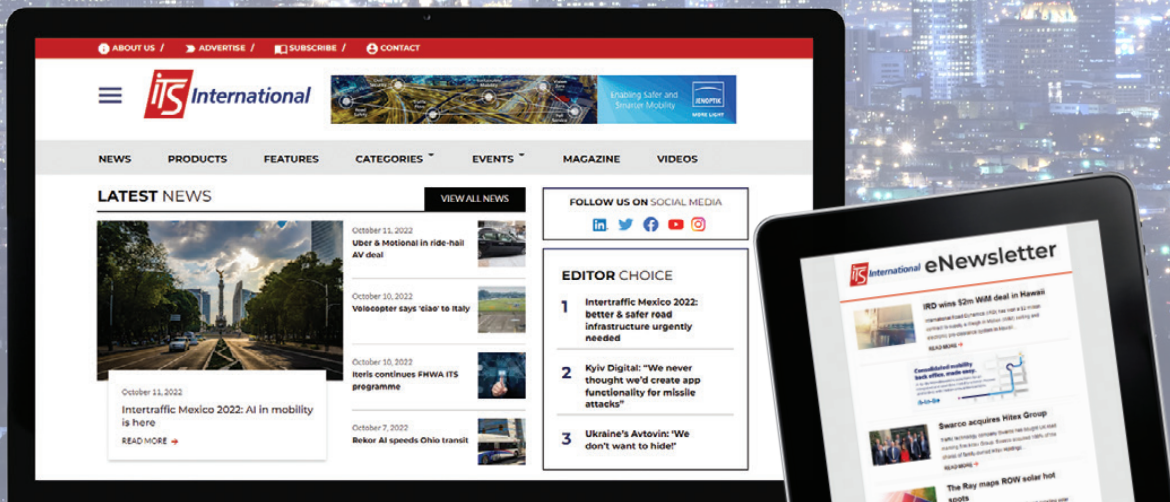 ABOUT US / ADVERTISE / SUBSCRIBE / CONTACT
iTS International
Enabling Safer and
Smarter Mobility
JENOPTIK
MORE LIGHT
NEWS PRODUCTS FEATURES CATEGORIES EVENTS MAGAZINE VIDEOS
LATEST NEWS
VIEW ALL NEWS
October 11, 2022
Intertraffic Mexico 2022: AI in mobility
is here
READ MORE
October 11, 2022
Uber & Motional in ride-hail
AV deal
October 10, 2022
Volocopter says 'ciao' to Italy
October 10, 2022
Iteris continues FHWA ITS
programme
October 7, 2022
Rekor AI speeds Ohio transit
FOLLOW US ON SOCIAL MEDIA
EDITOR CHOICE
1 Intertraffic Mexico 2022:
better & safer road
infrastructure urgently
needed
2 Kyiv Digital: "We never
thought we'd create app
functionality for missile
attacks"
3 Ukraine's Avtovin: 'We
don't want to hide!'
iTS International eNewsletter
IRD wins $2m WiM deal in Hawaii
READ MORE
Consolidated mobility
back office, made easy.
Swarco acquires Hitex Group
READ MORE
The Ray maps ROW solar hot
spots